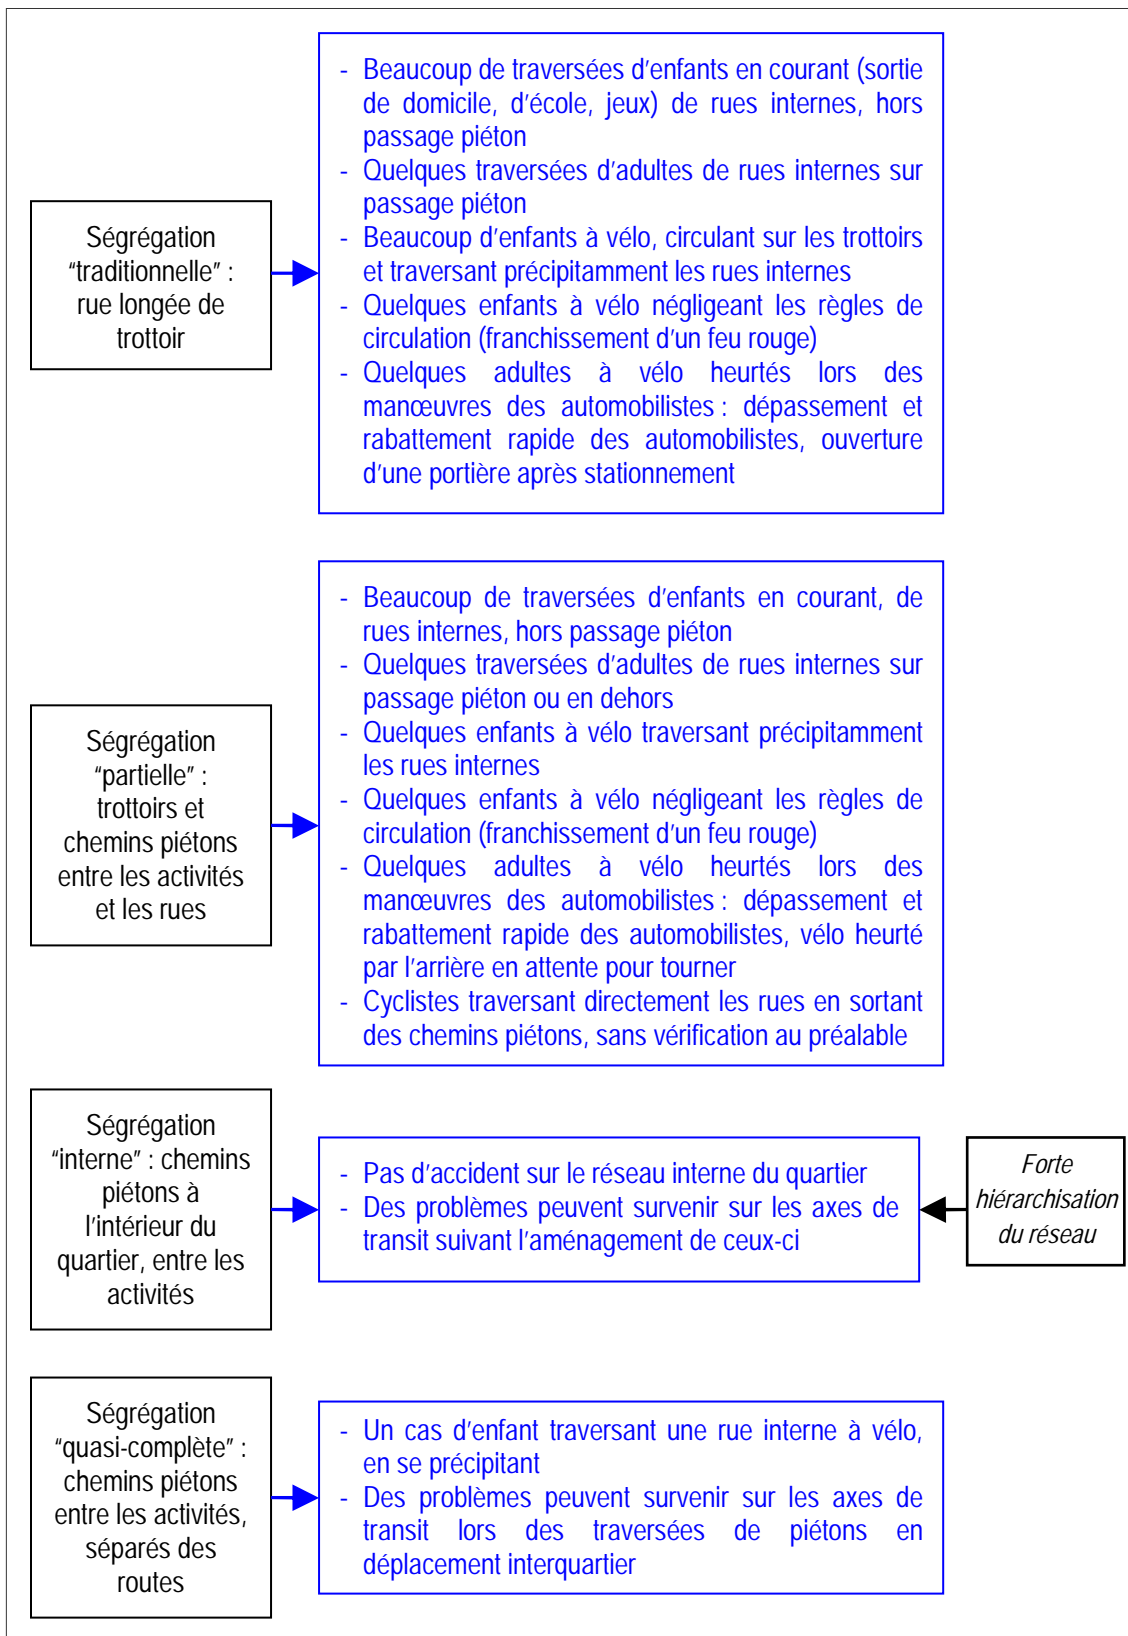 Ségrégation
“traditionnelle” :
rue longée de
trottoir
- Beaucoup de traversées d'enfants en courant (sortie
de domicile, d'école, jeux) de rues internes, hors
passage piéton
- Quelques traversées d'adultes de rues internes sur
passage piéton
- Beaucoup d'enfants à vélo, circulant sur les trottoirs
et traversant précipitamment les rues internes
- Quelques enfants à vélo négligeant les règles de
circulation (franchissement d'un feu rouge)
- Quelques adultes à vélo heurtés lors des
manœuvres des automobilistes : dépassement et
rabattement rapide des automobilistes, ouverture
d'une portière après stationnement
Ségrégation
“partielle” :
trottoirs et
chemins piétons
entre les activités
et les rues
- Beaucoup de traversées d'enfants en courant, de
rues internes, hors passage piéton
- Quelques traversées d'adultes de rues internes sur
passage piéton ou en dehors
- Quelques enfants à vélo traversant précipitamment
les rues internes
- Quelques enfants à vélo négligeant les règles de
circulation (franchissement d'un feu rouge)
- Quelques adultes à vélo heurtés lors des
manœuvres des automobilistes : dépassement et
rabattement rapide des automobilistes, vélo heurté
par l'arrière en attente pour tourner
- Cyclistes traversant directement les rues en sortant
des chemins piétons, sans vérification au préalable
Ségrégation
“interne” : chemins
piétons à
l'intérieur du
quartier, entre les
activités
- Pas d'accident sur le réseau interne du quartier
- Des problèmes peuvent survenir sur les axes de
transit suivant l'aménagement de ceux-ci
Forte
hiérarchisation
du réseau
Ségrégation
“quasi-complète” :
chemins piétons
entre les activités,
séparés des
routes
- Un cas d'enfant traversant une rue interne à vélo,
en se précipitant
- Des problèmes peuvent survenir sur les axes de
transit lors des traversées de piétons en
déplacement interquartier